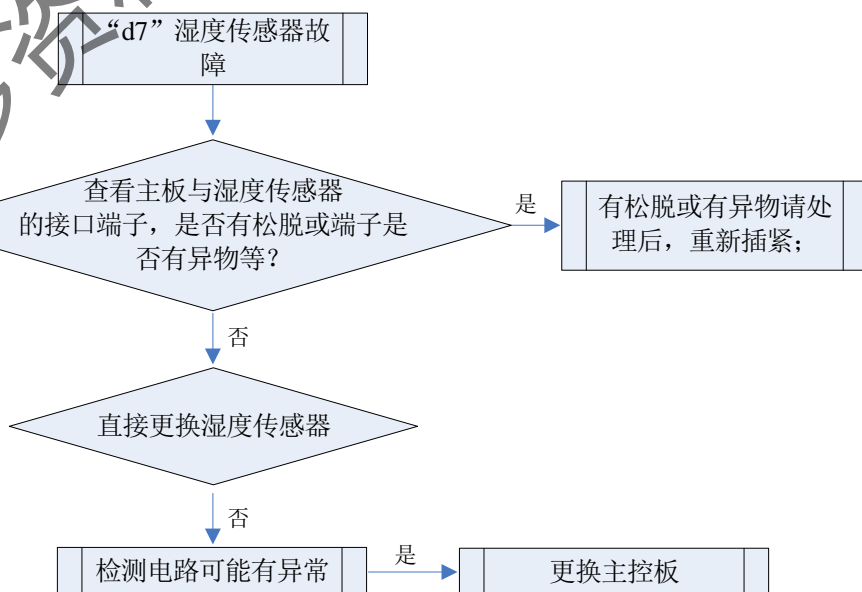 “d7”湿度传感器故
障
查看主板与湿度传感器
的接口端子，是否有松脱或端子是
否有异物等？
是
有松脱或有异物请处
理后，重新插紧；
否
直接更换湿度传感器
否
检测电路可能有异常
是
更换主控板